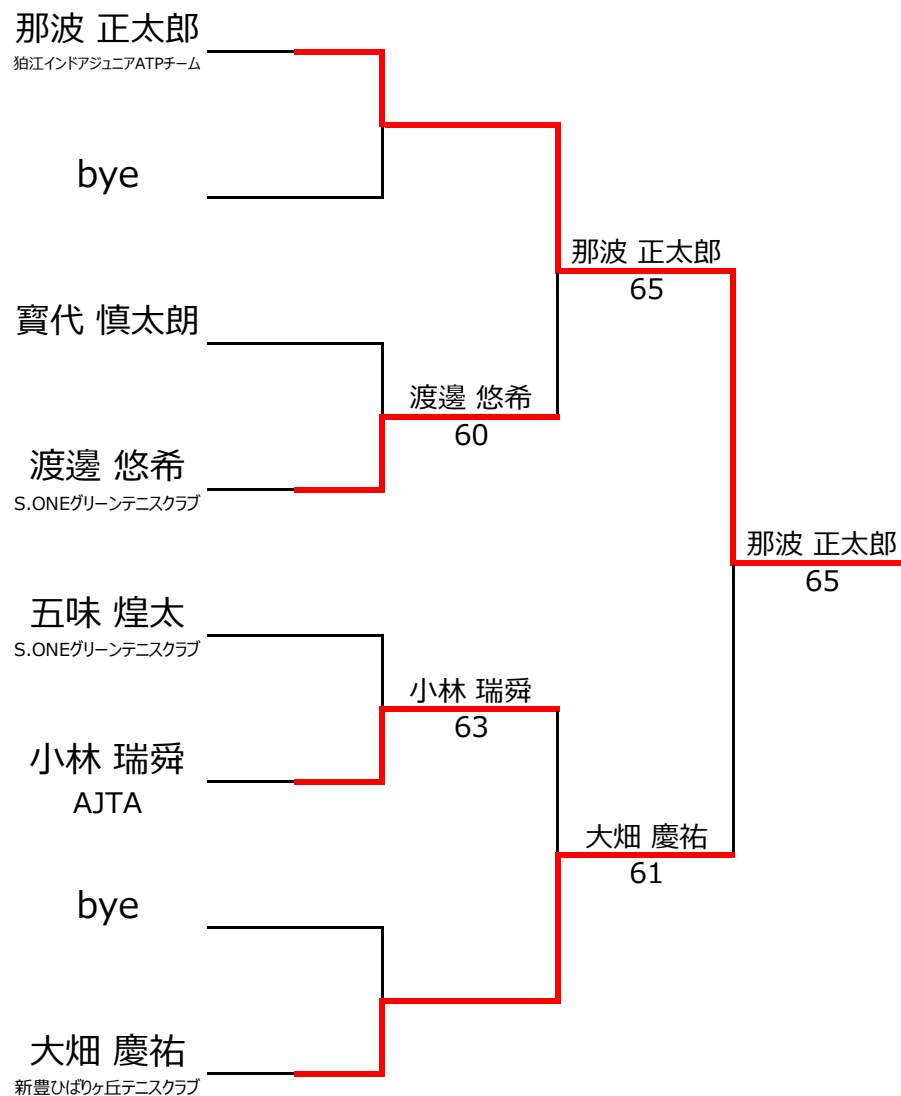 那波 正太郎
狛江インドアジュニアATPチーム
bye
那波 正太郎
65
寳代 慎太朗
渡邊 悠希
60
渡邊 悠希
S.ONEグリーンテニスクラブ
那波 正太郎
65
五味 煌太
S.ONEグリーンテニスクラブ
小林 瑞舜
63
小林 瑞舜
AJTA
大畑 慶祐
61
bye
大畑 慶祐
新豊ひばりヶ丘テニスクラブ